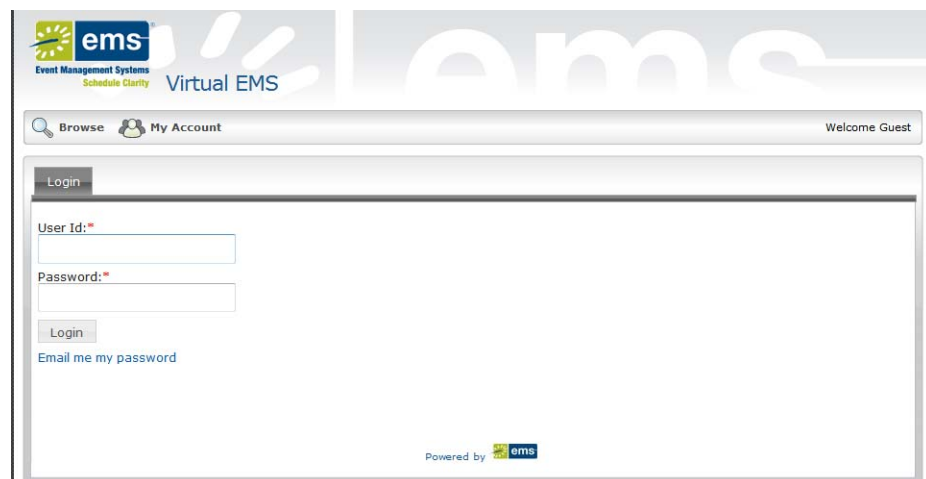 ems
Event Management Systems
Schedule Clarity
Virtual EMS
ems
Browse My Account Welcome Guest
Login
User Id:*
Password:*
Login
Email me my password
Powered by ems